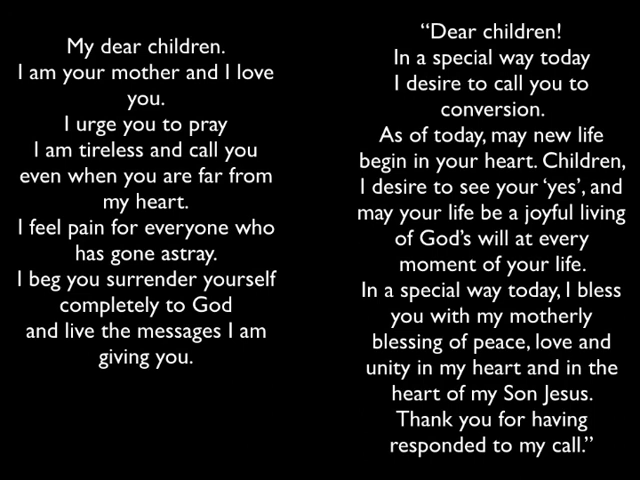 My dear children.
I am your mother and I love
you.
I urge you to pray
I am tireless and call you
even when you are far from
my heart.
I feel pain for everyone who
has gone astray.
I beg you surrender yourself
completely to God
and live the messages I am
giving you.
“Dear children!
In a special way today
I desire to call you to
conversion.
As of today, may new life
begin in your heart. Children,
I desire to see your ‘yes’, and
may your life be a joyful living
of God’s will at every
moment of your life.
In a special way today, I bless
you with my motherly
blessing of peace, love and
unity in my heart and in the
heart of my Son Jesus.
Thank you for having
responded to my call.”